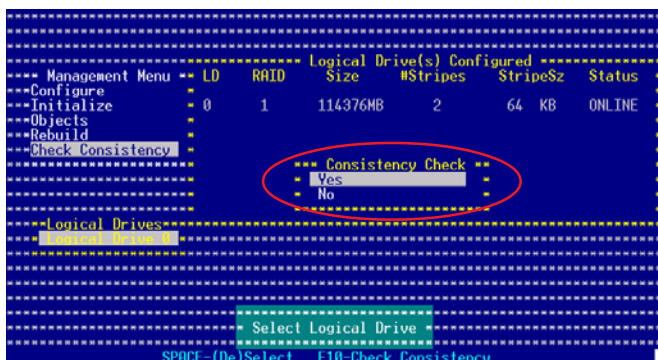 Logical Drive(s) Configured
Management Menu
LD RAID Size #Stripes StripeSz Status
Configure
Initialize
0 1 114376MB 2 64 KB ONLINE
Objects
Rebuild
Check Consistency
Consistency Check
Yes
No
Logical Drives
Logical Drive 0
Select Logical Drive
SPACE-(De)Select F10-Check Consistency